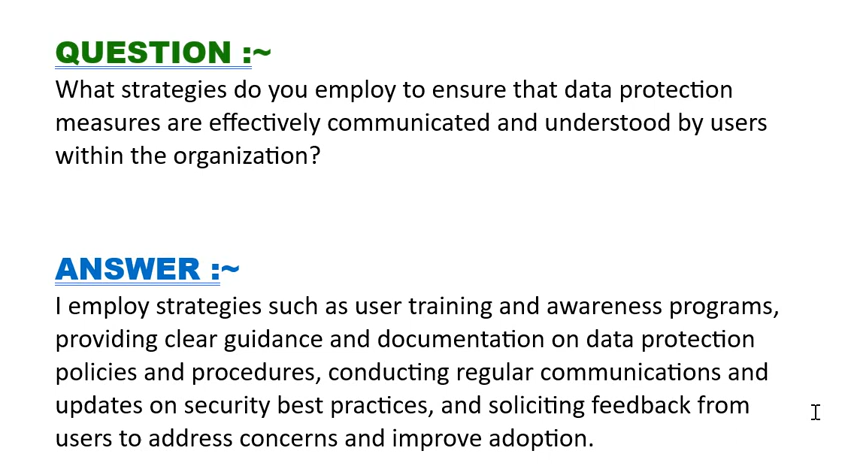 QUESTION :~
What strategies do you employ to ensure that data protection
measures are effectively communicated and understood by users
within the organization?
ANSWER :~
I employ strategies such as user training and awareness programs,
providing clear guidance and documentation on data protection
policies and procedures, conducting regular communications and
updates on security best practices, and soliciting feedback from
users to address concerns and improve adoption.